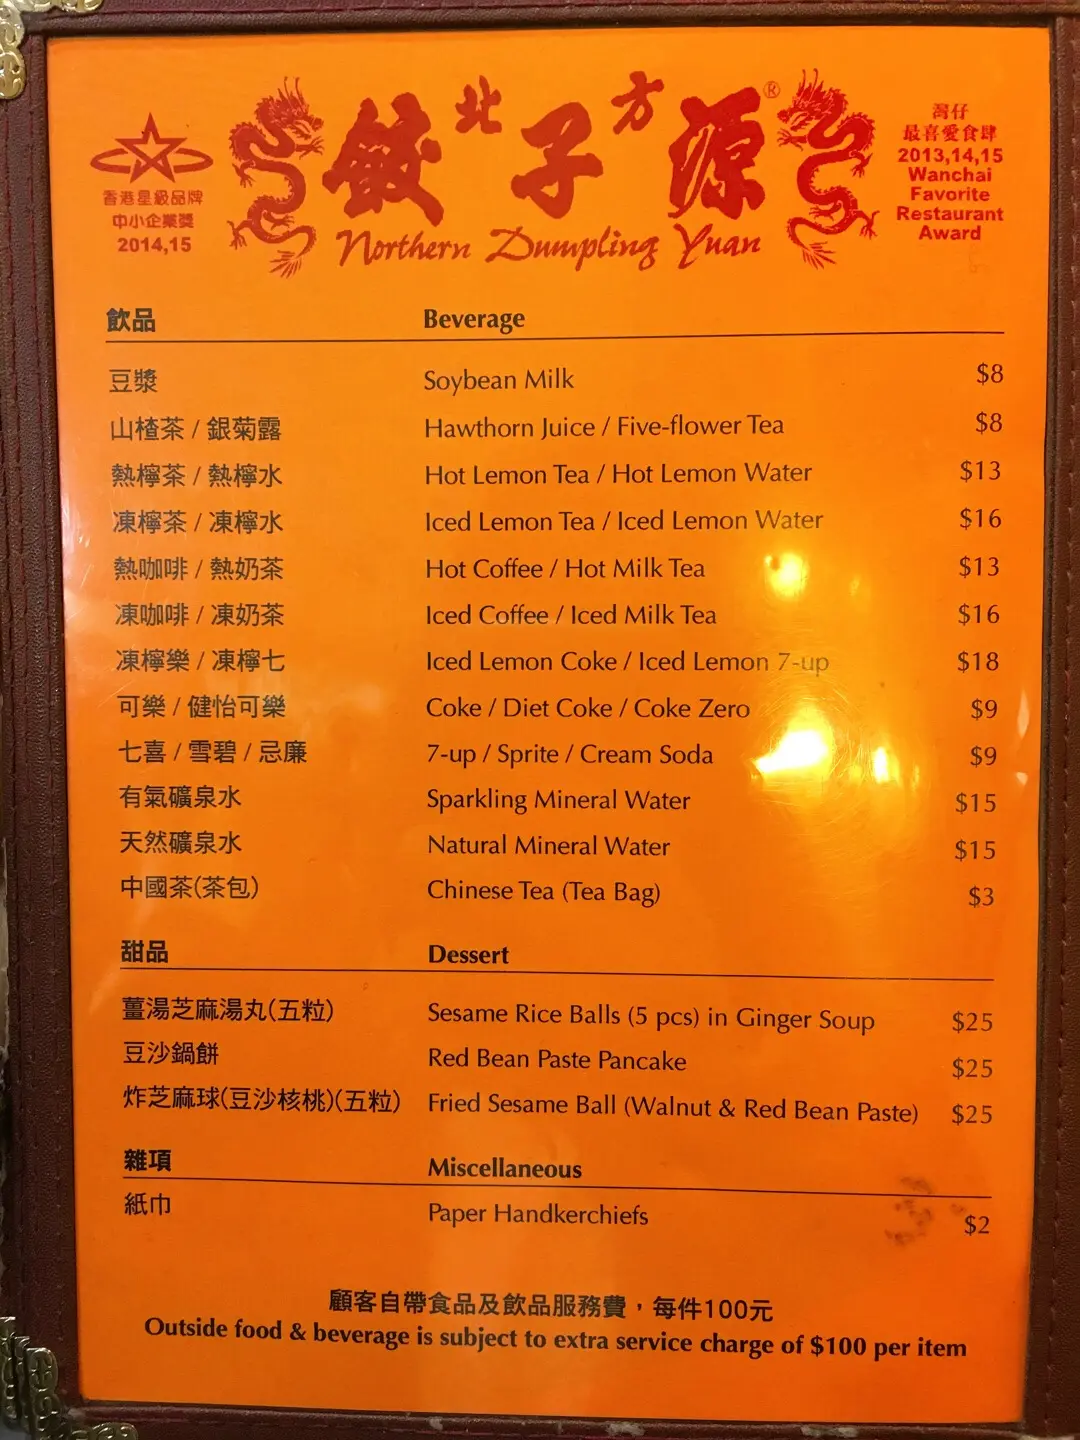 北方
餃子源®
Northern Dumpling Yuan
香港星級品牌
中小企業獎
2014,15
灣仔
最喜愛食肆
2013,14,15
Wanchai
Favorite
Restaurant
Award
飲品 Beverage
豆漿 Soybean Milk $8
山楂茶 / 銀菊露 Hawthorn Juice / Five-flower Tea $8
熱檸茶 / 熱檸水 Hot Lemon Tea / Hot Lemon Water $13
凍檸茶 / 凍檸水 Iced Lemon Tea / Iced Lemon Water $16
熱咖啡 / 熱奶茶 Hot Coffee / Hot Milk Tea $13
凍咖啡 / 凍奶茶 Iced Coffee / Iced Milk Tea $16
凍檸樂 / 凍檸七 Iced Lemon Coke / Iced Lemon 7-up $18
可樂 / 健怡可樂 Coke / Diet Coke / Coke Zero $9
七喜 / 雪碧 / 忌廉 7-up / Sprite / Cream Soda $9
有氣礦泉水 Sparkling Mineral Water $15
天然礦泉水 Natural Mineral Water $15
中國茶(茶包) Chinese Tea (Tea Bag) $3
甜品 Dessert
薑湯芝麻湯丸(五粒) Sesame Rice Balls (5 pcs) in Ginger Soup $25
豆沙鍋餅 Red Bean Paste Pancake $25
炸芝麻球(豆沙核桃)(五粒) Fried Sesame Ball (Walnut & Red Bean Paste) $25
雜項 Miscellaneous
紙巾 Paper Handkerchiefs $2
顧客自帶食品及飲品服務費，每件100元
Outside food & beverage is subject to extra service charge of $100 per item